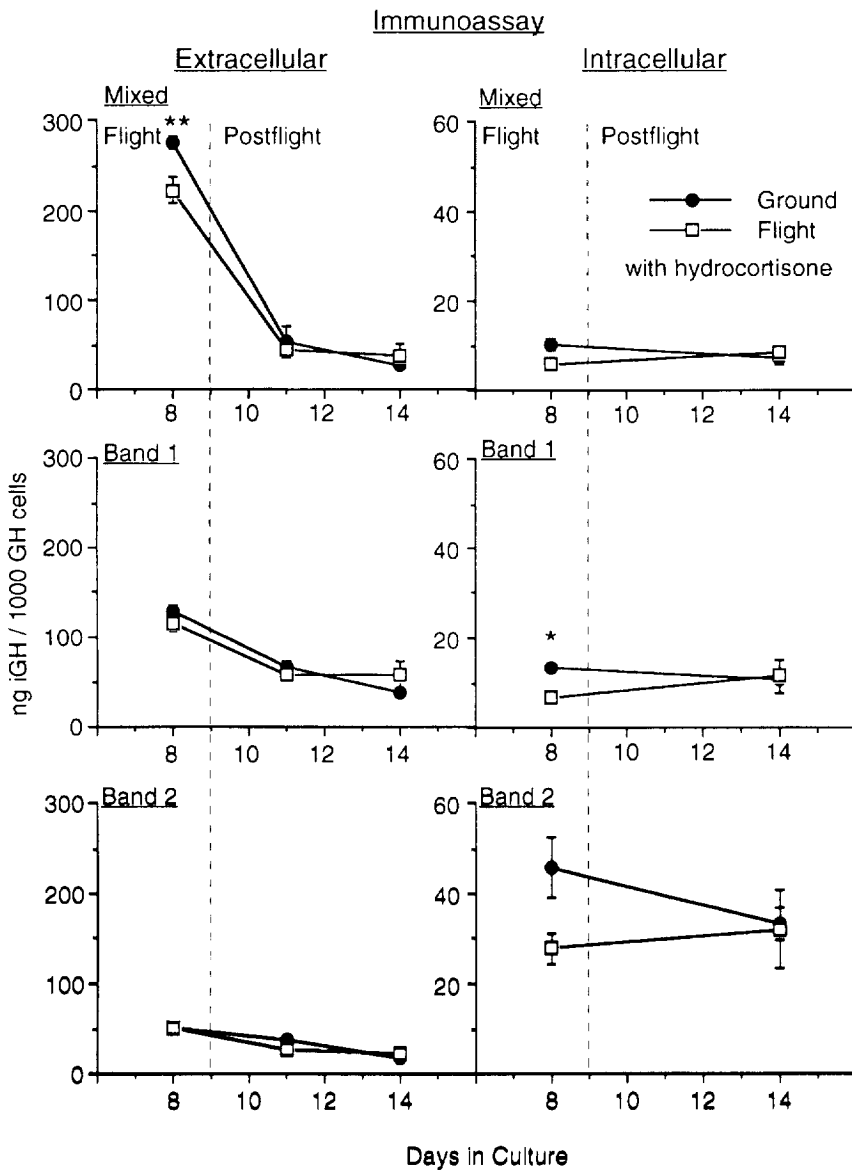 Immunoassay
Extracellular Intracellular
Mixed Mixed
300 ** 60
Flight Postflight Flight Postflight
Ground
200 40
Flight
with hydrocortisone
100 20
0
8 10 12 14 8 10 12 14
Band 1 Band 1
300 60
200 40
ng iGH / 1000 GH cells
100 20
*
0
8 10 12 14 8 10 12 14
Band 2 Band 2
300 60
200 40
100 20
0
8 10 12 14 8 10 12 14
Days in Culture